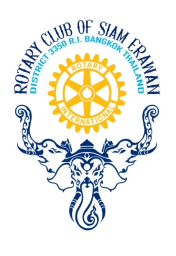 ROTARY CLUB OF SIAM ERAWAN
DISTRICT 3350 R.I. BANGKOK THAILAND
ROTARY
INTERNATIONAL